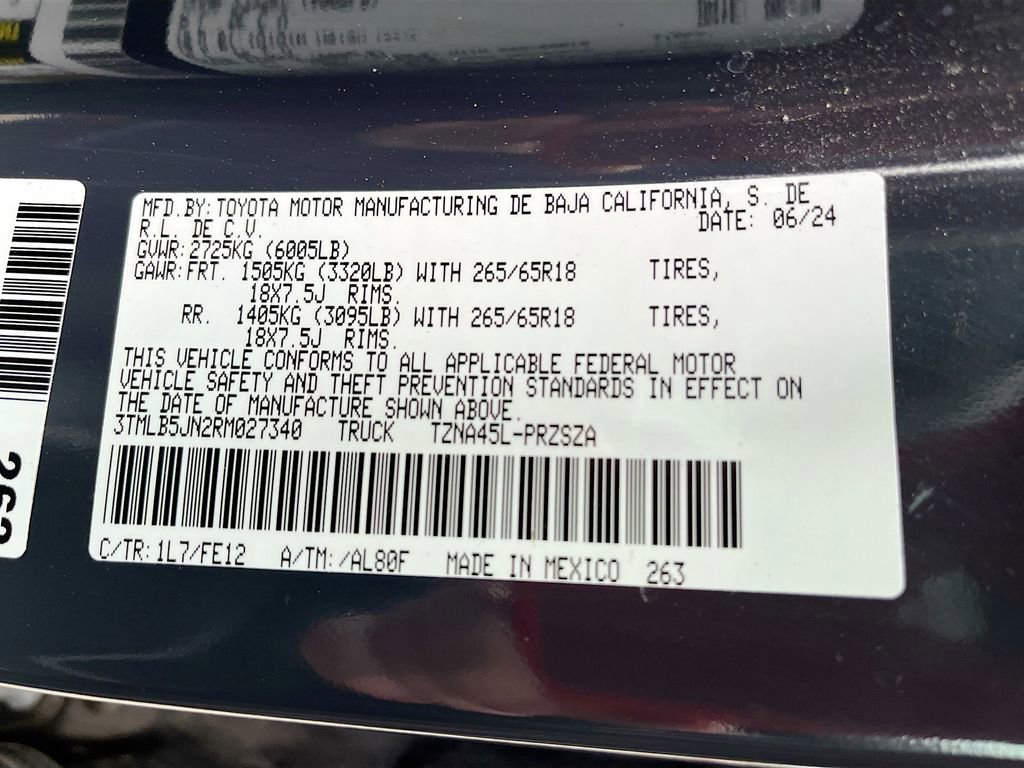 MFD.BY:TOYOTA MOTOR MANUFACTURING DE BAJA CALIFORNIA, S. DE
R.L. DE C.V. DATE: 06/24
GVWR:2725KG (6005LB)
GAWR:FRT. 1505KG (3320LB) WITH 265/65R18 TIRES,
18X7.5J RIMS.
RR. 1405KG (3095LB) WITH 265/65R18 TIRES,
18X7.5J RIMS.
THIS VEHICLE CONFORMS TO ALL APPLICABLE FEDERAL MOTOR
VEHICLE SAFETY AND THEFT PREVENTION STANDARDS IN EFFECT ON
THE DATE OF MANUFACTURE SHOWN ABOVE.
3TMLB5JN2RM027340 TRUCK TZNA45L-PRZSZA
C/TR:1L7/FE12 A/TM:/AL80F MADE IN MEXICO 263
263